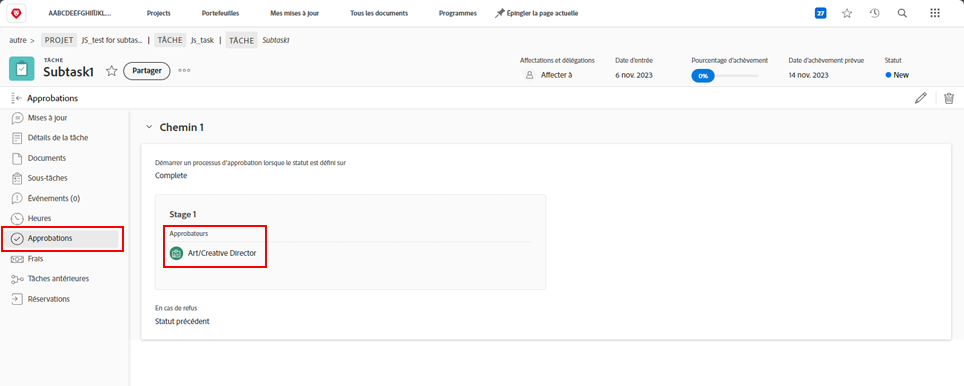 AÀBCDEFGHIÎJKL... Projects Portefeuilles Mes mises à jour Tous les documents Programmes Épingler la page actuelle 27
autre > PROJET JS_test for subtas... | TÂCHE Js_task | TÂCHE Subtask1
TÂCHE
Subtask1 Partager
Affectations et délégations Date d'entrée Pourcentage d'achèvement Date d'achèvement prévue Statut
Affecter à 6 nov. 2023 0% 14 nov. 2023 New
Approbations
Mises à jour
Détails de la tâche
Documents
Sous-tâches
Événements (0)
Heures
Approbations
Frais
Tâches antérieures
Réservations
Chemin 1
Démarrer un processus d'approbation lorsque le statut est défini sur
Complete
Stage 1
Approbateurs
Art/Creative Director
En cas de refus
Statut précédent